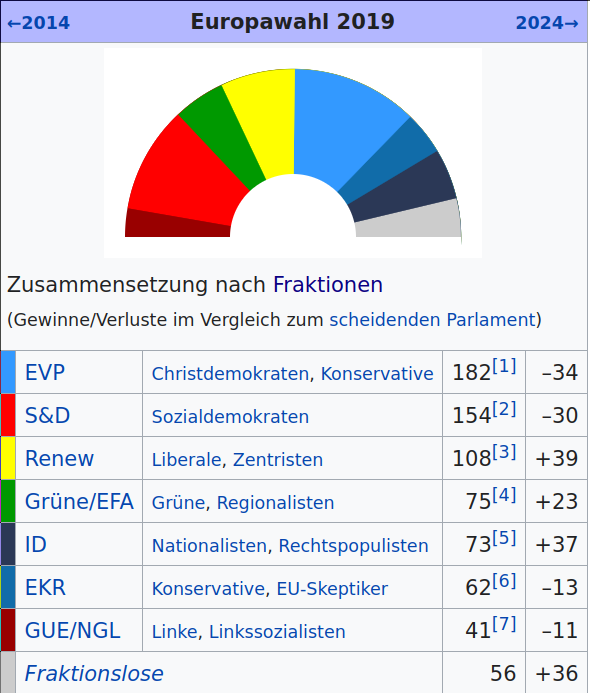 ←2014 Europawahl 2019 2024→
Zusammensetzung nach Fraktionen
(Gewinne/Verluste im Vergleich zum scheidenden Parlament)
EVP Christdemokraten, Konservative 182[1] –34
S&D Sozialdemokraten 154[2] –30
Renew Liberale, Zentristen 108[3] +39
Grüne/EFA Grüne, Regionalisten 75[4] +23
ID Nationalisten, Rechtspopulisten 73[5] +37
EKR Konservative, EU-Skeptiker 62[6] –13
GUE/NGL Linke, Linkssozialisten 41[7] –11
Fraktionslose 56 +36